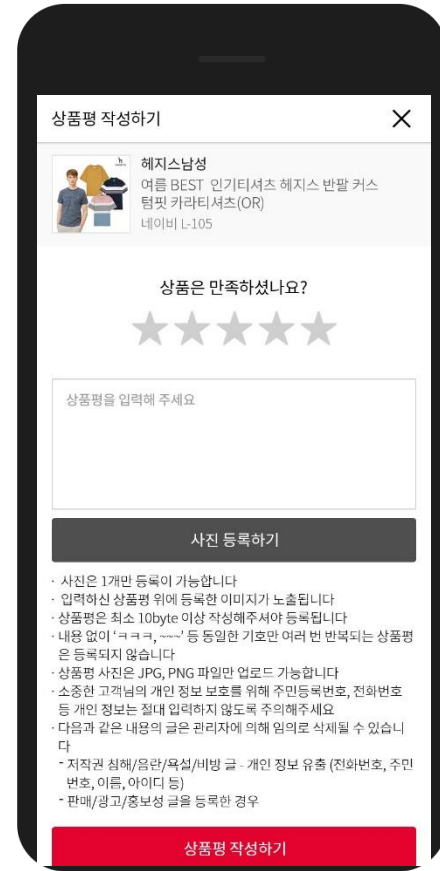 상품평 작성하기
헤지스남성
여름 BEST 인기티셔츠 헤지스 반팔 커스
텀핏 카라티셔츠(OR)
네이비 L-105
상품은 만족하셨나요?
상품평을 입력해 주세요
사진 등록하기
· 사진은 1개만 등록이 가능합니다
· 입력하신 상품평 위에 등록한 이미지가 노출됩니다
· 상품평은 최소 10byte 이상 작성해주셔야 등록됩니다
· 내용 없이 ‘ㅋㅋㅋ, ~~~’ 등 동일한 기호만 여러 번 반복되는 상품평
은 등록되지 않습니다
· 상품평 사진은 JPG, PNG 파일만 업로드 가능합니다
· 소중한 고객님의 개인 정보 보호를 위해 주민등록번호, 전화번호
등 개인 정보는 절대 입력하지 않도록 주의해주세요
· 다음과 같은 내용의 글은 관리자에 의해 임의로 삭제될 수 있습니
다
- 저작권 침해/음란/욕설/비방 글 - 개인 정보 유출 (전화번호, 주민
번호, 이름, 아이디 등)
- 판매/광고/홍보성 글을 등록한 경우
상품평 작성하기